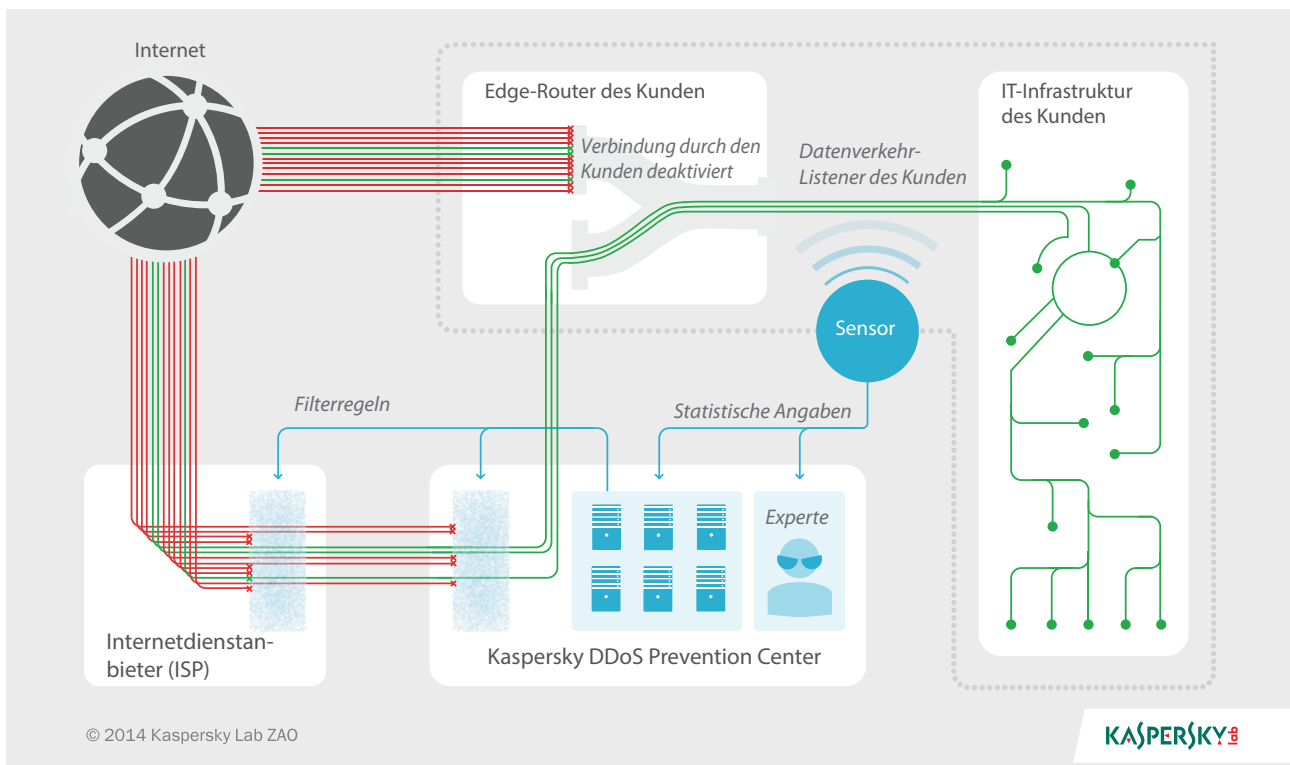 Internet
Edge-Router des Kunden
Verbindung durch den
Kunden deaktiviert
Datenverkehr-
Listener des Kunden
IT-Infrastruktur
des Kunden
Sensor
Filterregeln
Statistische Angaben
Experte
Internetdienstan-
bieter (ISP)
Kaspersky DDoS Prevention Center
© 2014 Kaspersky Lab ZAO
KASPERSKY lab